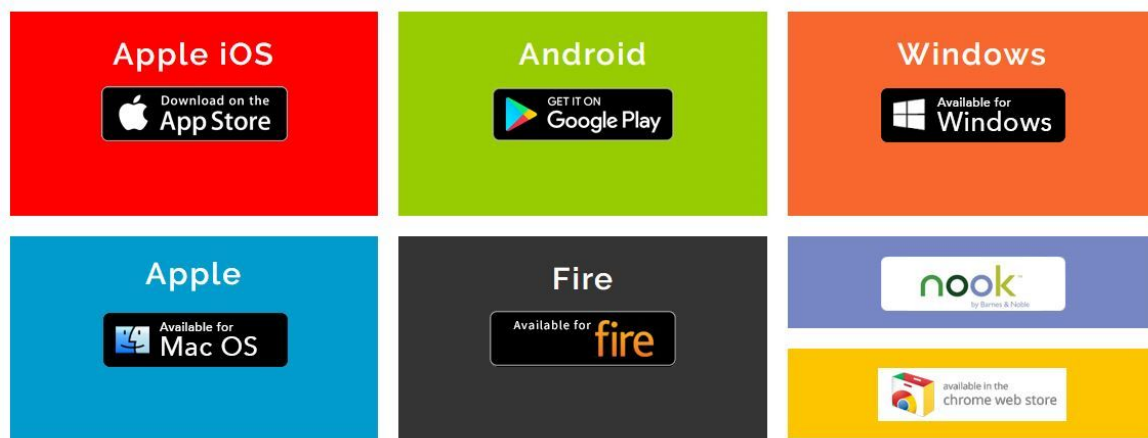 Apple iOS
Download on the
App Store
Android
GET IT ON
Google Play
Windows
Available for
Windows
Apple
Available for
Mac OS
Fire
Available for fire
nook™
by Barnes & Noble
available in the
chrome web store